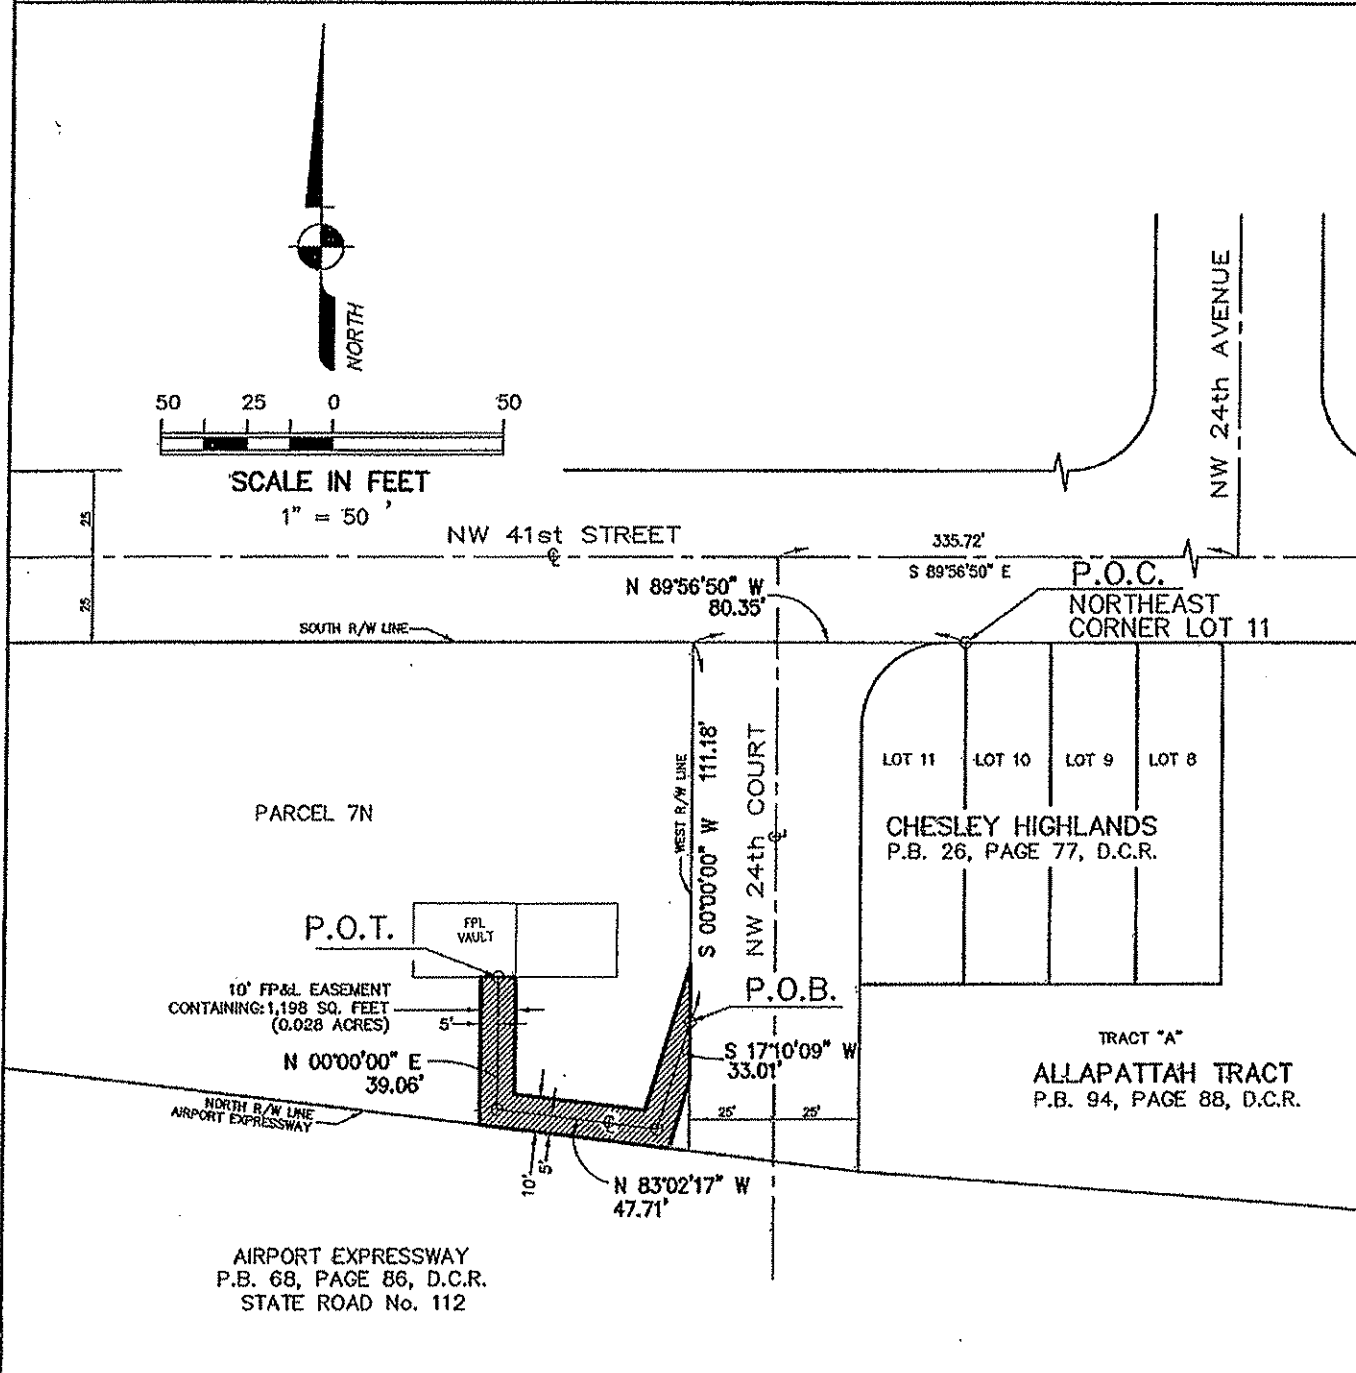 NORTH
50 25 0 50
SCALE IN FEET
1" = 50 '
NW 24th AVENUE
25
25
NW 41st STREET
℄
335.72'
S 89°56'50" E
N 89°56'50" W
80.35'
P.O.C.
NORTHEAST
CORNER LOT 11
SOUTH R/W LINE
PARCEL 7N
WEST R/W LINE
S 00°00'00" W 111.18'
NW 24th COURT
℄
LOT 11 LOT 10 LOT 9 LOT 8
CHESLEY HIGHLANDS
P.B. 26, PAGE 77, D.C.R.
P.O.T.
FPL
VAULT
10' FP&L EASEMENT
CONTAINING: 1,198 SQ. FEET
(0.028 ACRES)
5'
P.O.B.
N 00°00'00" E
39.06'
S 17°10'09" W
33.01'
TRACT "A"
ALLAPATTAH TRACT
P.B. 94, PAGE 88, D.C.R.
NORTH R/W LINE
AIRPORT EXPRESSWAY
25' 25'
℄
10'
5'
N 83°02'17" W
47.71'
AIRPORT EXPRESSWAY
P.B. 68, PAGE 86, D.C.R.
STATE ROAD No. 112